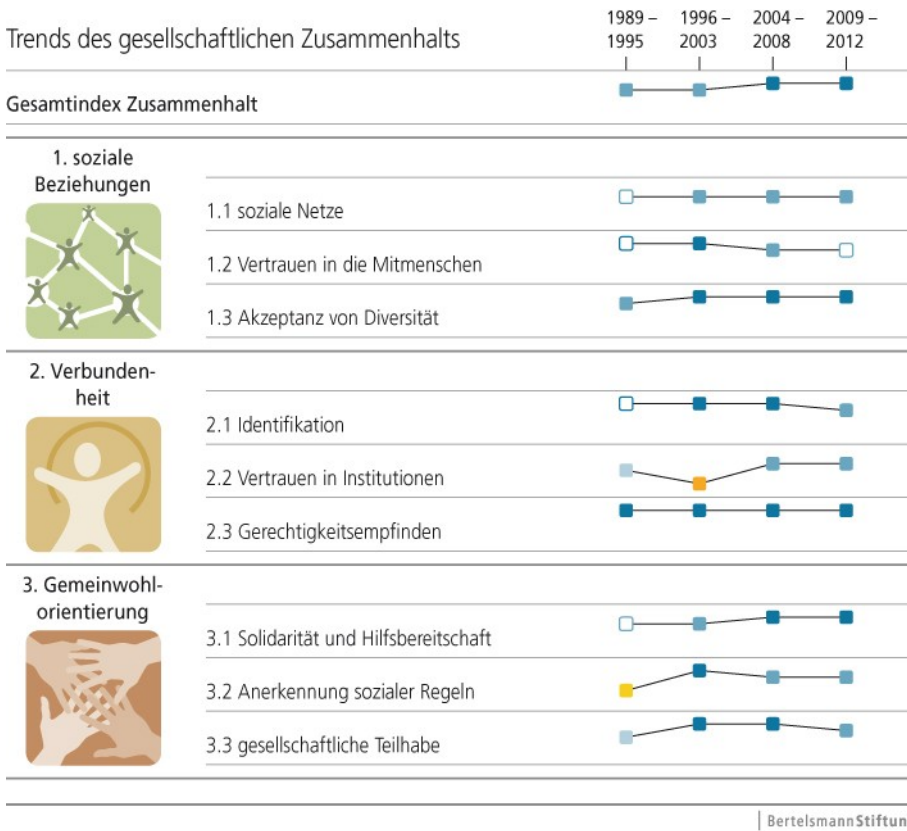 Trends des gesellschaftlichen Zusammenhalts
1989 – 1996 – 2004 – 2009 –
1995 2003 2008 2012
Gesamtindex Zusammenhalt
1. soziale
Beziehungen
1.1 soziale Netze
1.2 Vertrauen in die Mitmenschen
1.3 Akzeptanz von Diversität
2. Verbunden-
heit
2.1 Identifikation
2.2 Vertrauen in Institutionen
2.3 Gerechtigkeitsempfinden
3. Gemeinwohl-
orientierung
3.1 Solidarität und Hilfsbereitschaft
3.2 Anerkennung sozialer Regeln
3.3 gesellschaftliche Teilhabe
BertelsmannStiftun